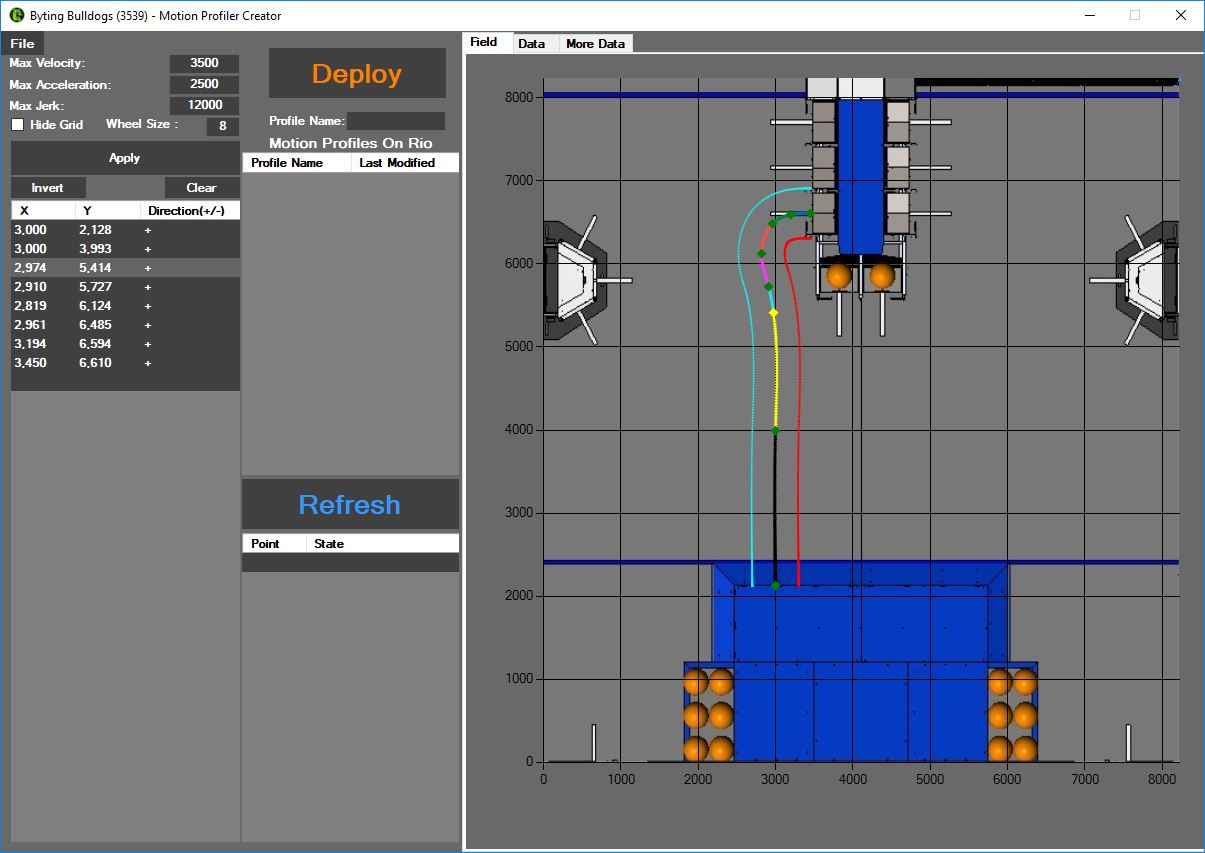 Byting Bulldogs (3539) - Motion Profiler Creator
File
Max Velocity: 3500
Max Acceleration: 2500
Max Jerk: 12000
Hide Grid Wheel Size : 8
Apply
Invert Clear
X Y Direction(+/-)
3,000 2,128 +
3,000 3,993 +
2,974 5,414 +
2,910 5,727 +
2,819 6,124 +
2,961 6,485 +
3,194 6,594 +
3,450 6,610 +
Deploy
Profile Name:
Motion Profiles On Rio
Profile Name Last Modified
Refresh
Point State
Field Data More Data
8000
7000
6000
5000
4000
3000
2000
1000
0
0 1000 2000 3000 4000 5000 6000 7000 8000